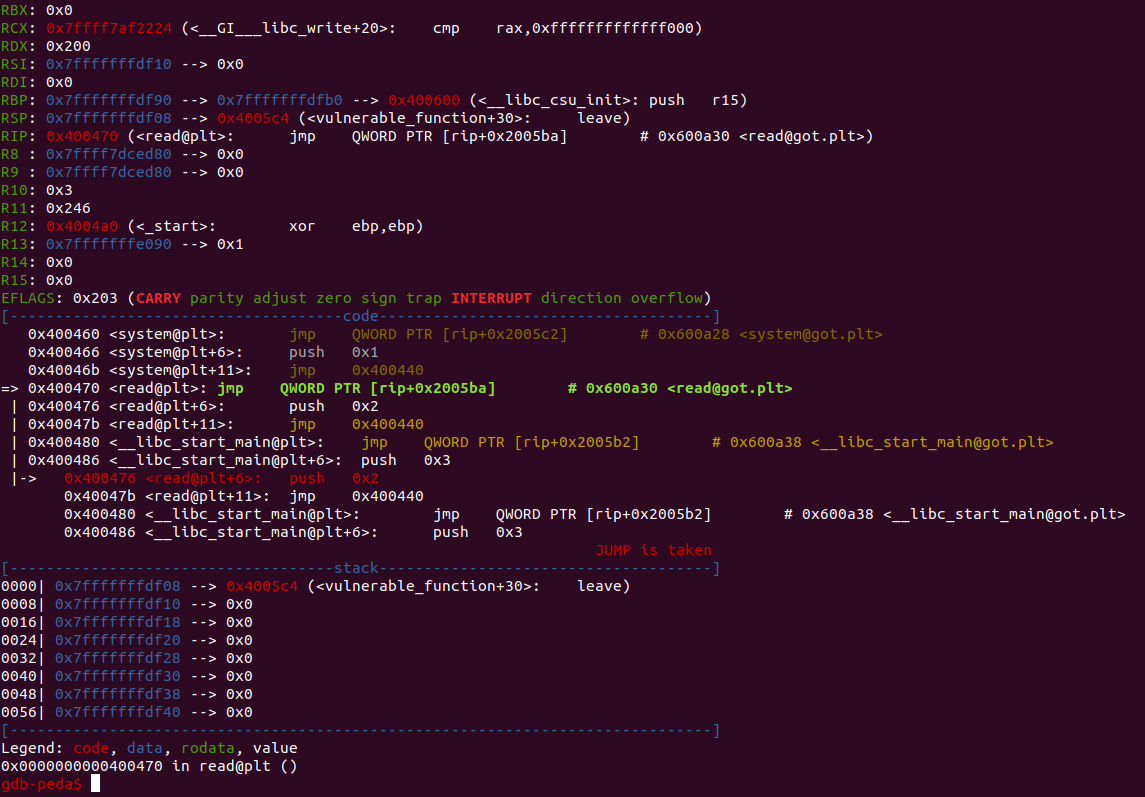 RBX: 0x0
RCX: 0x7ffff7af2224 (<__GI___libc_write+20>:    cmp    rax,0xfffffffffffff000)
RDX: 0x200
RSI: 0x7fffffffdf10 --> 0x0
RDI: 0x0
RBP: 0x7fffffffdf90 --> 0x7fffffffdfb0 --> 0x400600 (<__libc_csu_init>: push   r15)
RSP: 0x7fffffffdf08 --> 0x4005c4 (<vulnerable_function+30>:     leave)
RIP: 0x400470 (<read@plt>:      jmp    QWORD PTR [rip+0x2005ba]        # 0x600a30 <read@got.plt>)
R8 : 0x7ffff7dced80 --> 0x0
R9 : 0x7ffff7dced80 --> 0x0
R10: 0x3
R11: 0x246
R12: 0x4004a0 (<_start>:        xor    ebp,ebp)
R13: 0x7fffffffe090 --> 0x1
R14: 0x0
R15: 0x0
EFLAGS: 0x203 (CARRY parity adjust zero sign trap INTERRUPT direction overflow)
[-------------------------------------code-------------------------------------]
   0x400460 <system@plt>:       jmp    QWORD PTR [rip+0x2005c2]        # 0x600a28 <system@got.plt>
   0x400466 <system@plt+6>:     push   0x1
   0x40046b <system@plt+11>:    jmp    0x400440
=> 0x400470 <read@plt>: jmp    QWORD PTR [rip+0x2005ba]        # 0x600a30 <read@got.plt>
 | 0x400476 <read@plt+6>:       push   0x2
 | 0x40047b <read@plt+11>:      jmp    0x400440
 | 0x400480 <__libc_start_main@plt>:    jmp    QWORD PTR [rip+0x2005b2]        # 0x600a38 <__libc_start_main@got.plt>
 | 0x400486 <__libc_start_main@plt+6>:  push   0x3
 |->   0x400476 <read@plt+6>:   push   0x2
       0x40047b <read@plt+11>:  jmp    0x400440
       0x400480 <__libc_start_main@plt>:        jmp    QWORD PTR [rip+0x2005b2]        # 0x600a38 <__libc_start_main@got.plt>
       0x400486 <__libc_start_main@plt+6>:      push   0x3
                                                                  JUMP is taken
[------------------------------------stack-------------------------------------]
0000| 0x7fffffffdf08 --> 0x4005c4 (<vulnerable_function+30>:    leave)
0008| 0x7fffffffdf10 --> 0x0
0016| 0x7fffffffdf18 --> 0x0
0024| 0x7fffffffdf20 --> 0x0
0032| 0x7fffffffdf28 --> 0x0
0040| 0x7fffffffdf30 --> 0x0
0048| 0x7fffffffdf38 --> 0x0
0056| 0x7fffffffdf40 --> 0x0
[------------------------------------------------------------------------------]
Legend: code, data, rodata, value
0x0000000000400470 in read@plt ()
gdb-peda$